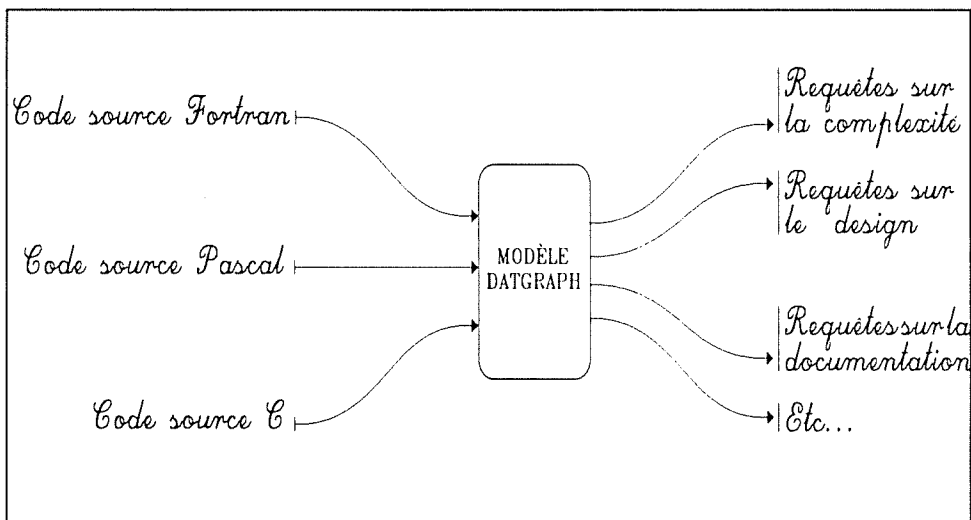 Code source Fortran
Code source Pascal
Code source C
MODÈLE
DATGRAPH
Requêtes sur
la complexité
Requêtes sur
le design
Requêtes sur la
documentation
Etc...